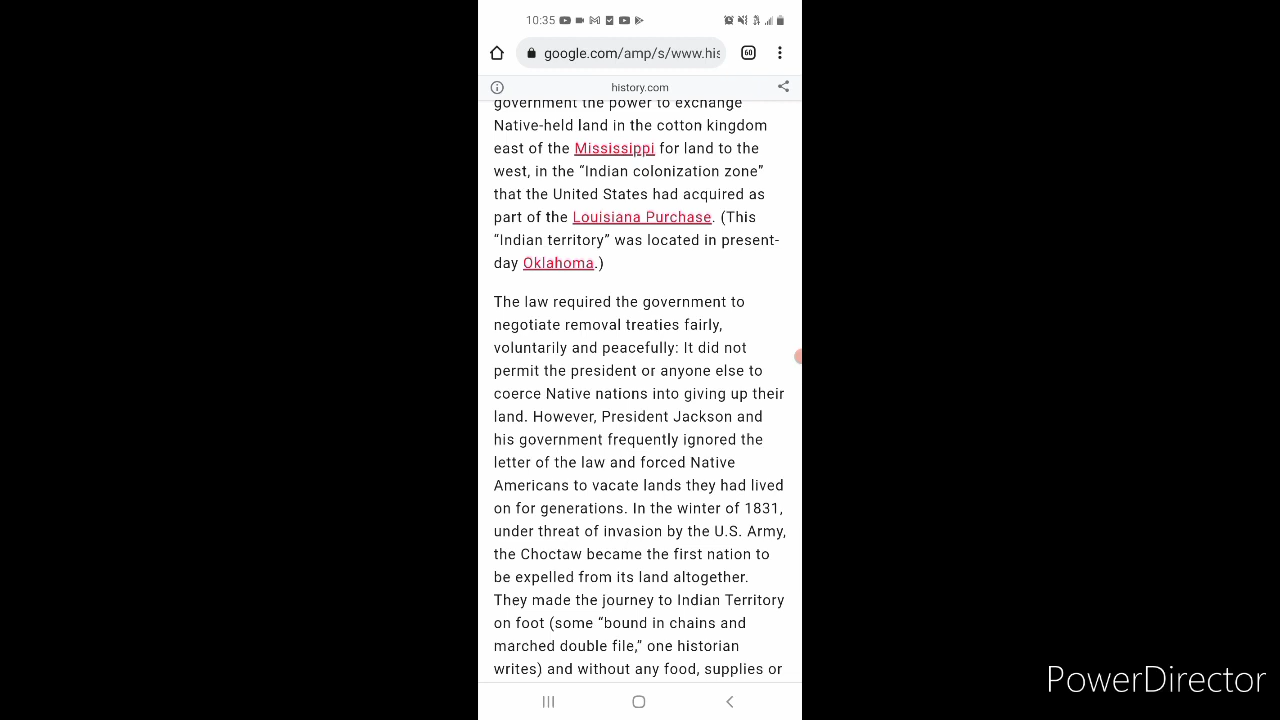 10:35
google.com/amp/s/www.his
60
history.com
government the power to exchange
Native-held land in the cotton kingdom
east of the Mississippi for land to the
west, in the “Indian colonization zone”
that the United States had acquired as
part of the Louisiana Purchase. (This
“Indian territory” was located in present-
day Oklahoma.)
The law required the government to
negotiate removal treaties fairly,
voluntarily and peacefully: It did not
permit the president or anyone else to
coerce Native nations into giving up their
land. However, President Jackson and
his government frequently ignored the
letter of the law and forced Native
Americans to vacate lands they had lived
on for generations. In the winter of 1831,
under threat of invasion by the U.S. Army,
the Choctaw became the first nation to
be expelled from its land altogether.
They made the journey to Indian Territory
on foot (some “bound in chains and
marched double file,” one historian
writes) and without any food, supplies or
PowerDirector